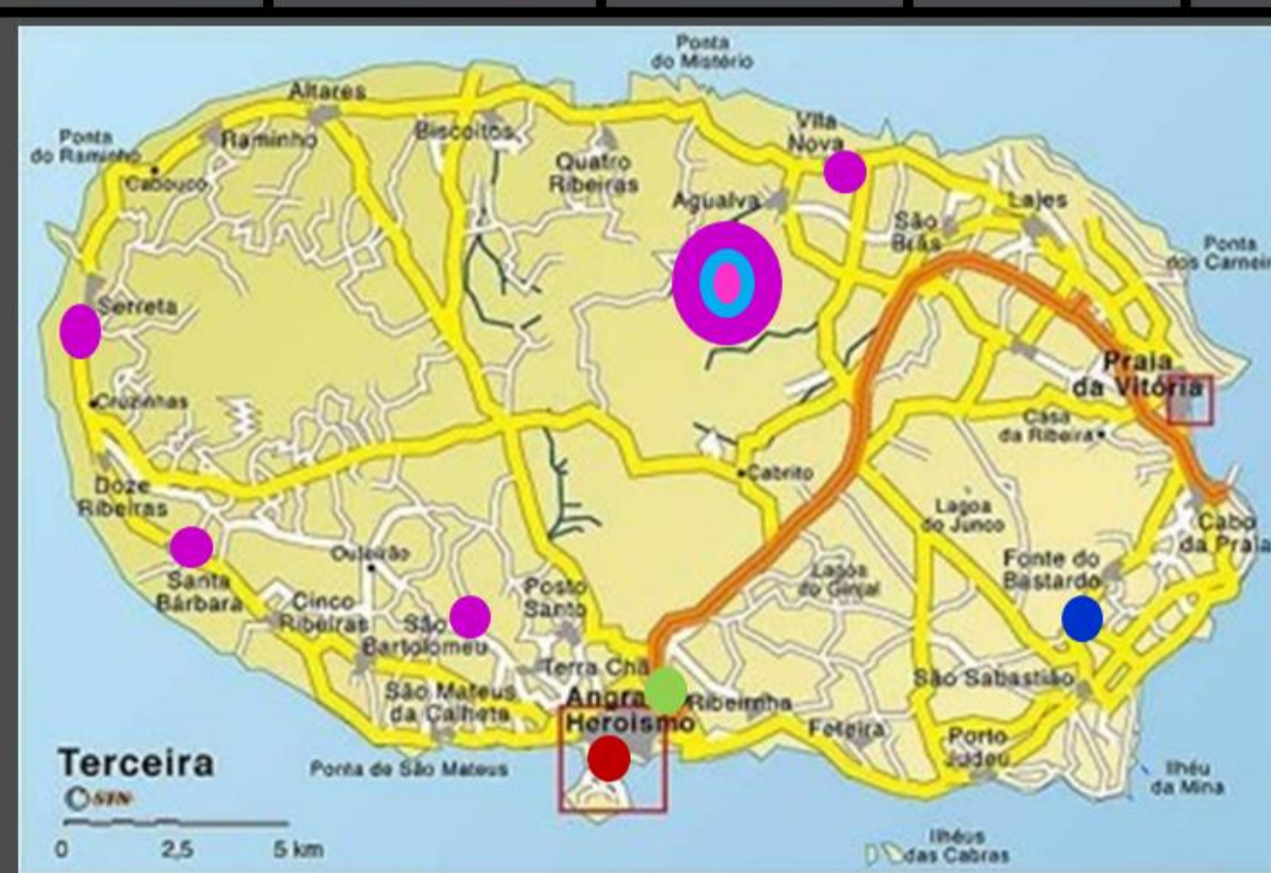 Ponta
do Mistério
Altares
Vila
Nova
Biscoitos
Raminho
Ponta
do Raminho
Quatro
Ribeiras
Cabouco
Agualva
Lajes
São
Brás
Ponta
dos Carneir
Serreta
Praia
da Vitória
Cruzinhas
Casa
da Ribeira
Cabrito
Doze
Ribeiras
Lagoa
do Junco
Cabo
da Praia
Outeirão
Fonte do
Bastardo
Santa
Bárbara
Posto
Santo
Lagoa
do Ginjal
Cinco
Ribeiras
São
Bartolomeu
Terra Chã
São Sabastião
Angra
Heroismo
Ribeirinha
São Mateus
da Calheta
Feteira
Porto
Judeu
Terceira
Ponta de São Mateus
Ilhéu
da Mina
0 2,5 5 km
Ilhéus
das Cabras